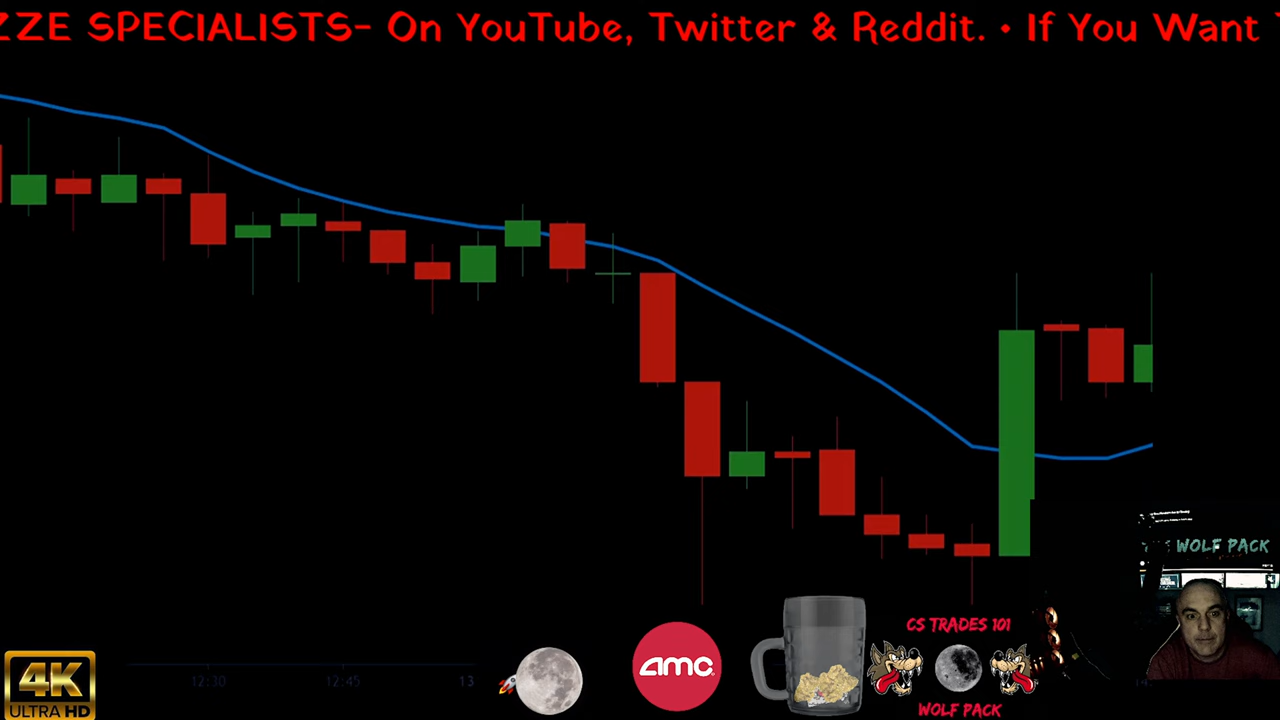 ZZE SPECIALISTS- On YouTube, Twitter & Reddit. • If You Want
12:30
12:45
13
4K
ULTRA HD
amc
CS TRADES 101
WOLF PACK
WOLF PACK